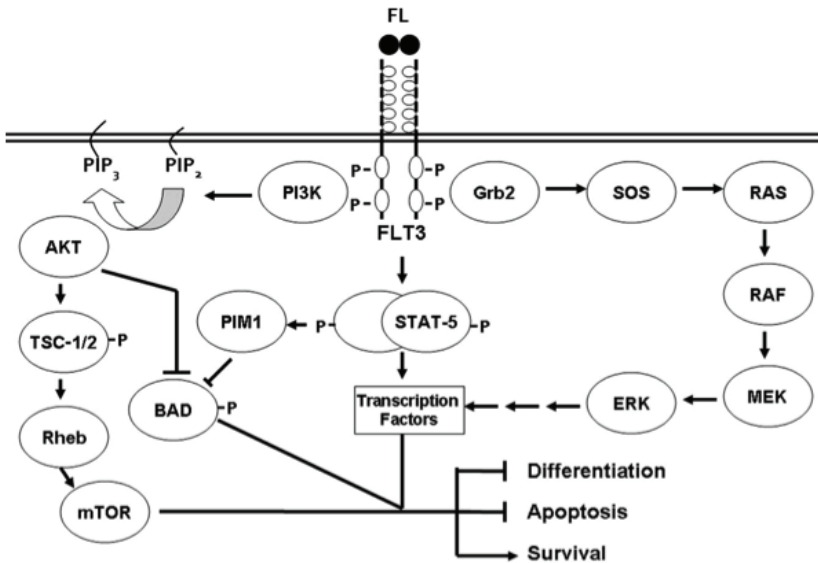 FL
PIP3
PIP2
P
P
P
P
PI3K
Grb2
SOS
RAS
FLT3
AKT
RAF
PIM1
P
STAT-5
P
TSC-1/2
P
BAD
P
Transcription
Factors
ERK
MEK
Rheb
Differentiation
mTOR
Apoptosis
Survival